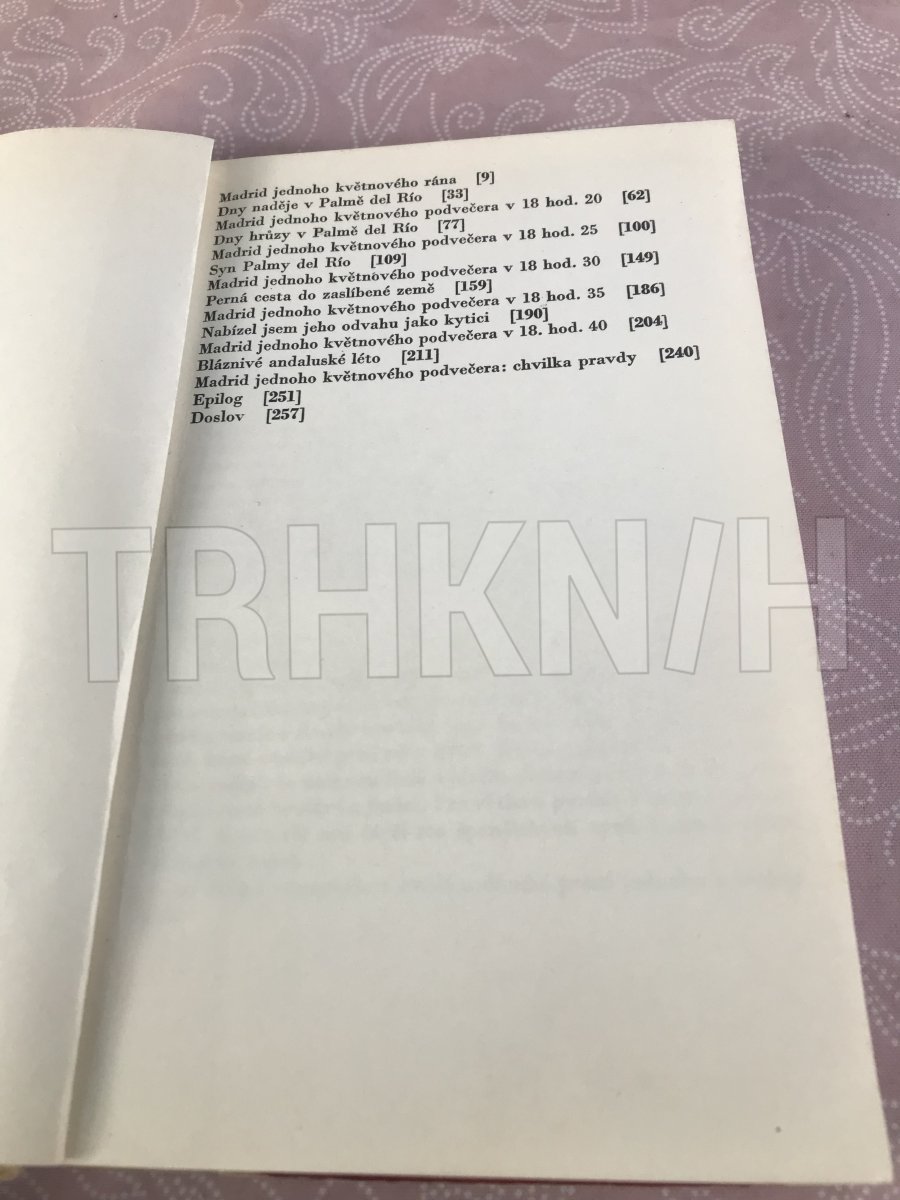 Madrid jednoho květnového rána [9]
Dny naděje v Palmě del Río [33]
Madrid jednoho květnového podvečera v 18 hod. 20 [62]
Dny hrůzy v Palmě del Río [77]
Madrid jednoho květnového podvečera v 18 hod. 25 [100]
Syn Palmy del Río [109]
Madrid jednoho květnového podvečera v 18 hod. 30 [149]
Perná cesta do zaslíbené země [159]
Madrid jednoho květnového podvečera v 18 hod. 35 [186]
Nabízel jsem jeho odvahu jako kytici [190]
Madrid jednoho květnového podvečera v 18. hod. 40 [204]
Bláznivé andaluské léto [211]
Madrid jednoho květnového podvečera: chvilka pravdy [240]
Epilog [251]
Doslov [257]
TRHKN/H